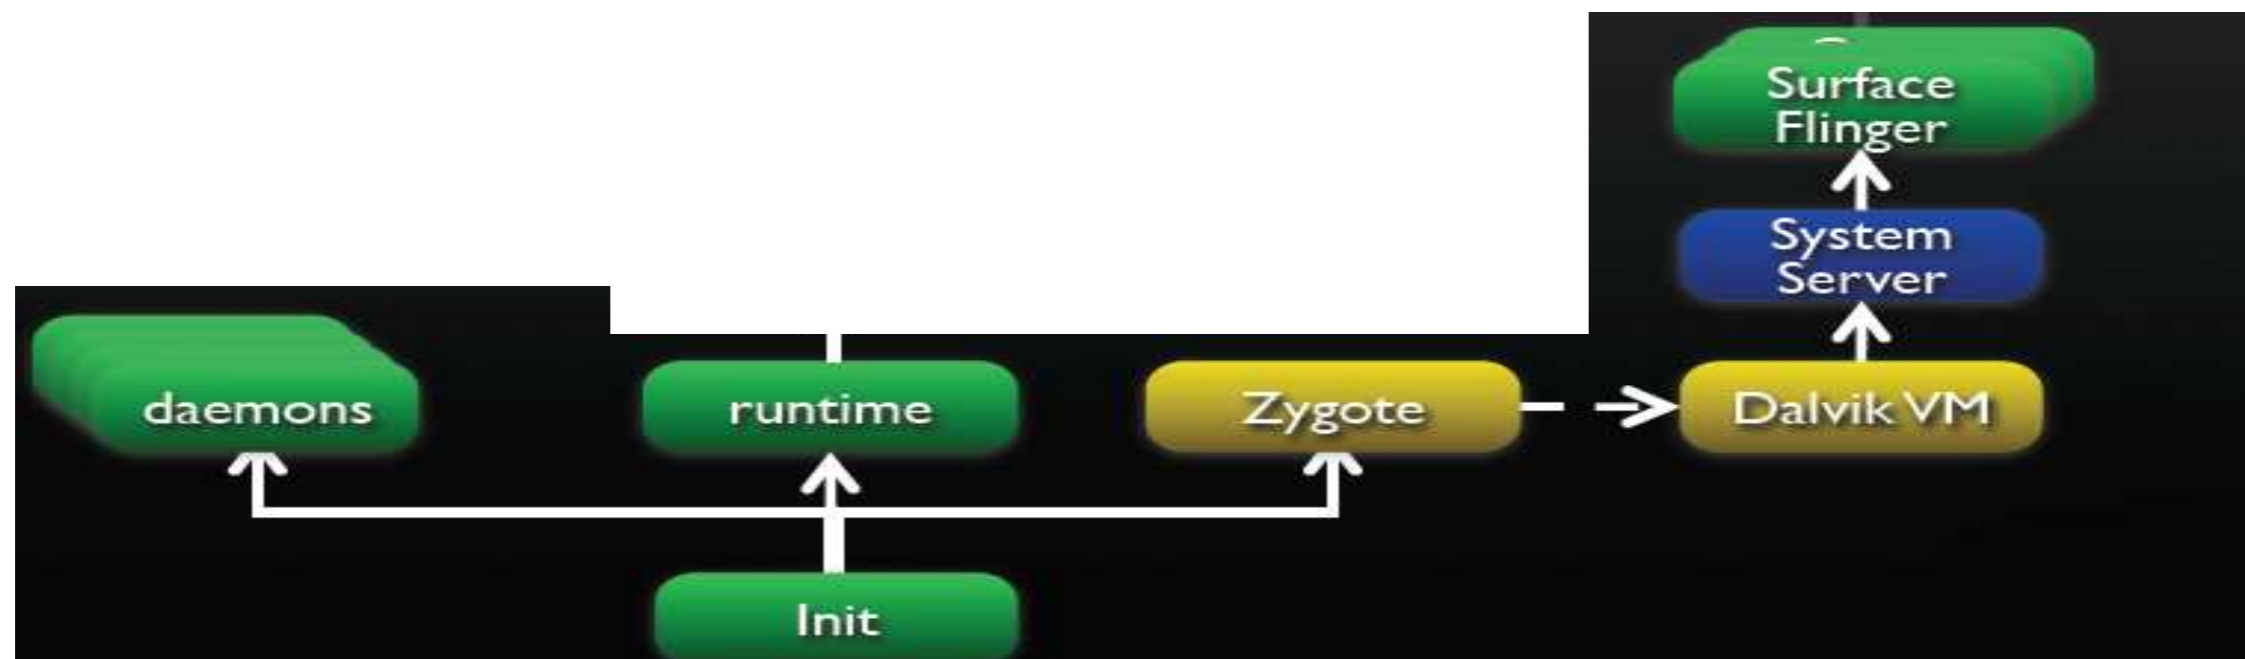 Surface
Flinger
System
Server
daemons
runtime
Zygote
Dalvik VM
Init